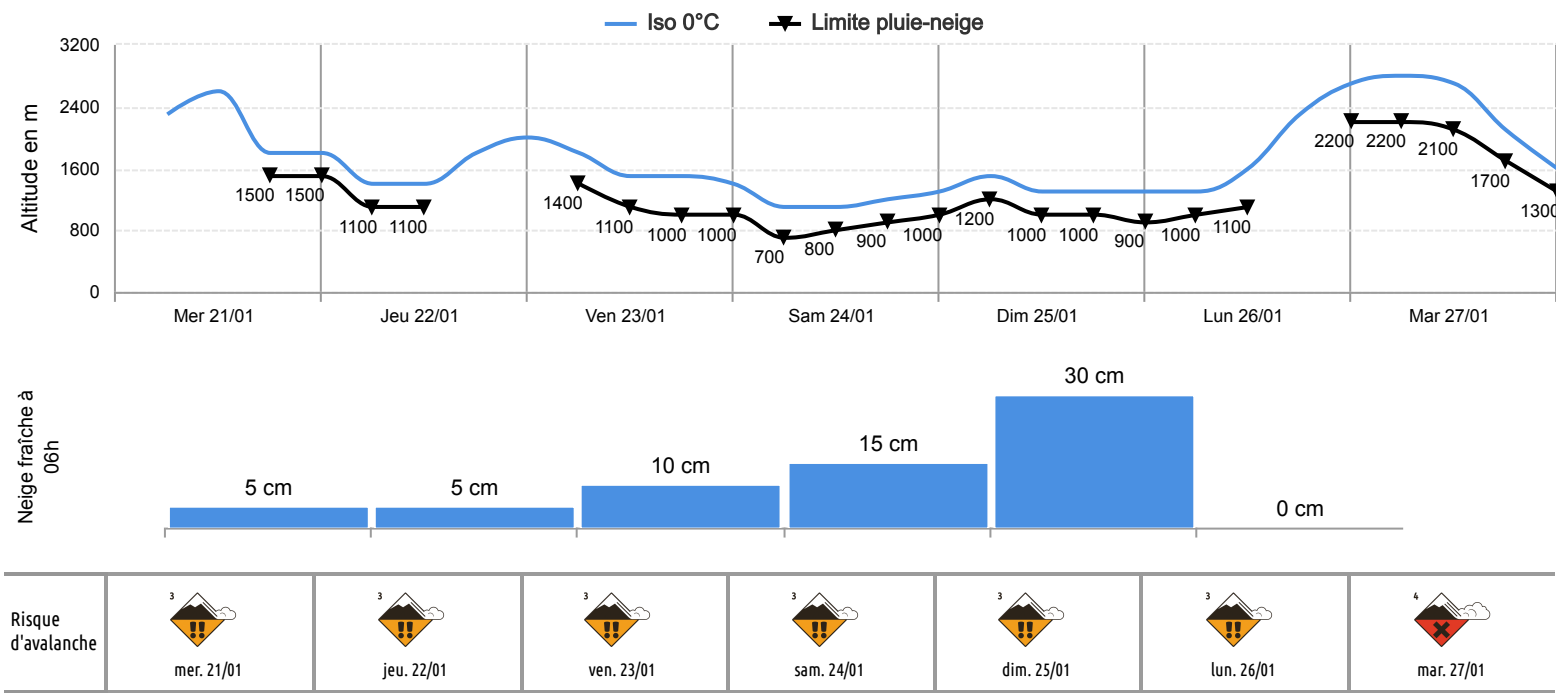 Iso 0°C Limite pluie-neige
Altitude en m
3200
2400
1600
800
0
1500 1500 1100 1100 1400 1100 1000 1000 700 800 900 1000 1200 1000 1000 900 1000 1100 2200 2200 2100 1700 1300
Mer 21/01 Jeu 22/01 Ven 23/01 Sam 24/01 Dim 25/01 Lun 26/01 Mar 27/01
Neige fraîche à
06h
5 cm 5 cm 10 cm 15 cm 30 cm 0 cm
Risque
d'avalanche
3 3 3 3 3 3 4
!! !! !! !! !! !!
mer. 21/01 jeu. 22/01 ven. 23/01 sam. 24/01 dim. 25/01 lun. 26/01 mar. 27/01